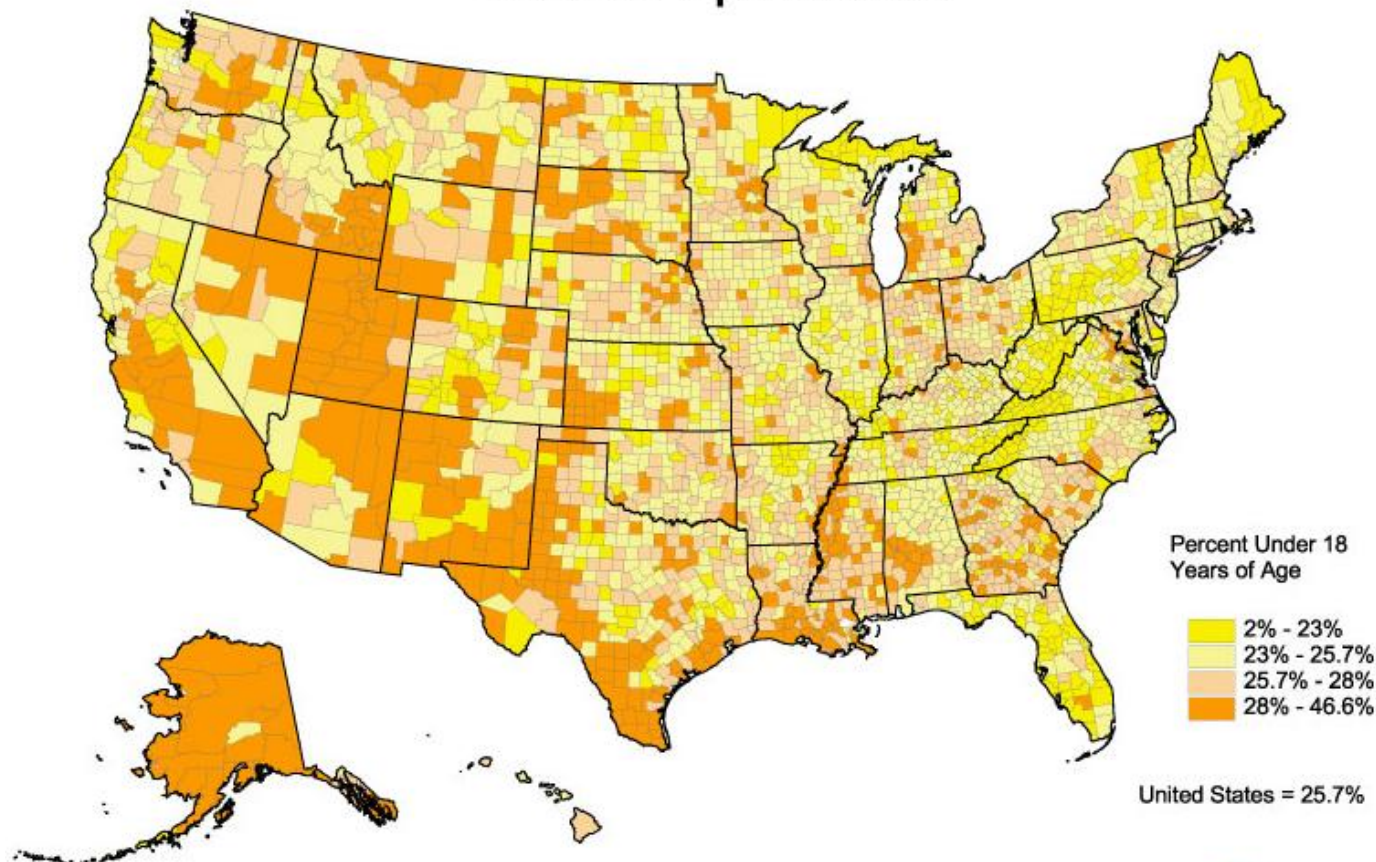 Percent Under 18
Years of Age
2% - 23%
23% - 25.7%
25.7% - 28%
28% - 46.6%
United States = 25.7%